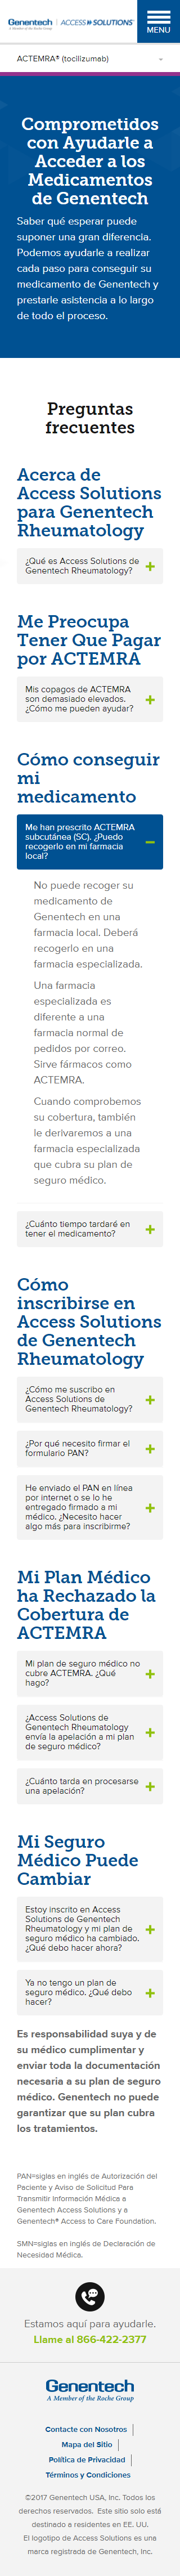 Genentech
A Member of the Roche Group
ACCESS SOLUTIONS®
MENU
ACTEMRA® (tocilizumab)
Comprometidos
con Ayudarle a
Acceder a los
Medicamentos
de Genentech
Saber qué esperar puede
suponer una gran diferencia.
Podemos ayudarle a realizar
cada paso para conseguir su
medicamento de Genentech y
prestarle asistencia a lo largo
de todo el proceso.
Preguntas
frecuentes
Acerca de
Access Solutions
para Genentech
Rheumatology
¿Qué es Access Solutions de
Genentech Rheumatology?
Me Preocupa
Tener Que Pagar
por ACTEMRA
Mis copagos de ACTEMRA
son demasiado elevados.
¿Cómo me pueden ayudar?
Cómo conseguir
mi
medicamento
Me han prescrito ACTEMRA
subcutánea (SC). ¿Puedo
recogerlo en mi farmacia
local?
No puede recoger su
medicamento de
Genentech en una
farmacia local. Deberá
recogerlo en una
farmacia especializada.
Una farmacia
especializada es
diferente a una
farmacia normal de
pedidos por correo.
Sirve fármacos como
ACTEMRA.
Cuando comprobemos
su cobertura, también
le derivaremos a una
farmacia especializada
que cubra su plan de
seguro médico.
¿Cuánto tiempo tardaré en
tener el medicamento?
Cómo
inscribirse en
Access Solutions
de Genentech
Rheumatology
¿Cómo me suscribo en
Access Solutions de
Genentech Rheumatology?
¿Por qué necesito firmar el
formulario PAN?
He enviado el PAN en línea
por internet o se lo he
entregado firmado a mi
médico. ¿Necesito hacer
algo más para inscribirme?
Mi Plan Médico
ha Rechazado la
Cobertura de
ACTEMRA
Mi plan de seguro médico no
cubre ACTEMRA. ¿Qué
hago?
¿Access Solutions de
Genentech Rheumatology
envía la apelación a mi plan
de seguro médico?
¿Cuánto tarda en procesarse
una apelación?
Mi Seguro
Médico Puede
Cambiar
Estoy inscrito en Access
Solutions de Genentech
Rheumatology y mi plan de
seguro médico ha cambiado.
¿Qué debo hacer ahora?
Ya no tengo un plan de
seguro médico. ¿Qué debo
hacer?
Es responsabilidad suya y de
su médico cumplimentar y
enviar toda la documentación
necesaria a su plan de seguro
médico. Genentech no puede
garantizar que su plan cubra
los tratamientos.
PAN=siglas en inglés de Autorización del
Paciente y Aviso de Solicitud Para
Transmitir Información Médica a
Genentech Access Solutions y a
Genentech® Access to Care Foundation.
SMN=siglas en inglés de Declaración de
Necesidad Médica.
Estamos aquí para ayudarle.
Llame al 866-422-2377
Genentech
A Member of the Roche Group
Contacte con Nosotros
Mapa del Sitio
Política de Privacidad
Términos y Condiciones
©2017 Genentech USA, Inc. Todos los
derechos reservados. Este sitio solo está
destinado a residentes en EE. UU.
El logotipo de Access Solutions es una
marca registrada de Genentech, Inc.